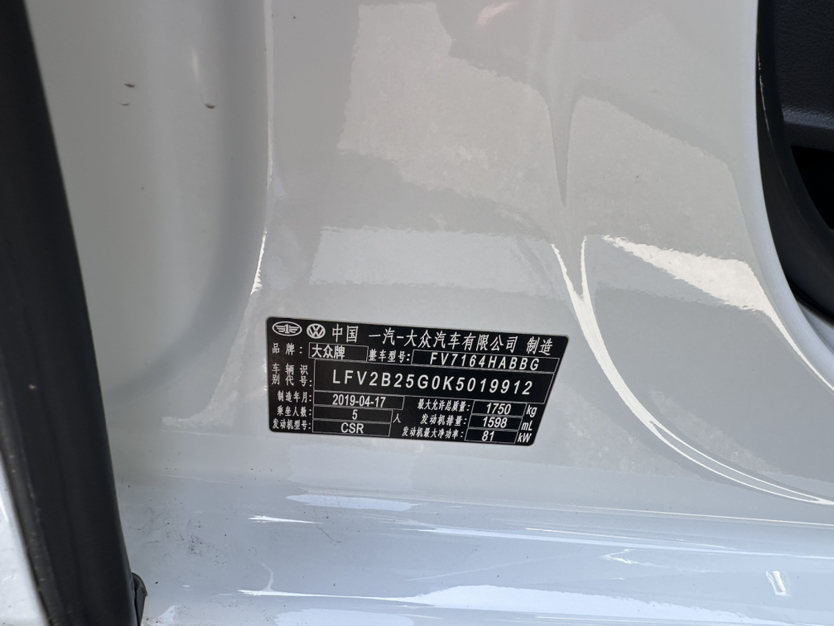 中国 一汽-大众汽车有限公司 制造
品牌: 大众牌 整车型号: FV7164HABBG
车辆识别代号: LFV2B25G0K5019912
制造年月: 2019-04-17 最大允许总质量: 1750 kg
乘坐人数: 5 人 发动机排量: 1598 mL
发动机型号: CSR 发动机最大净功率: 81 kW